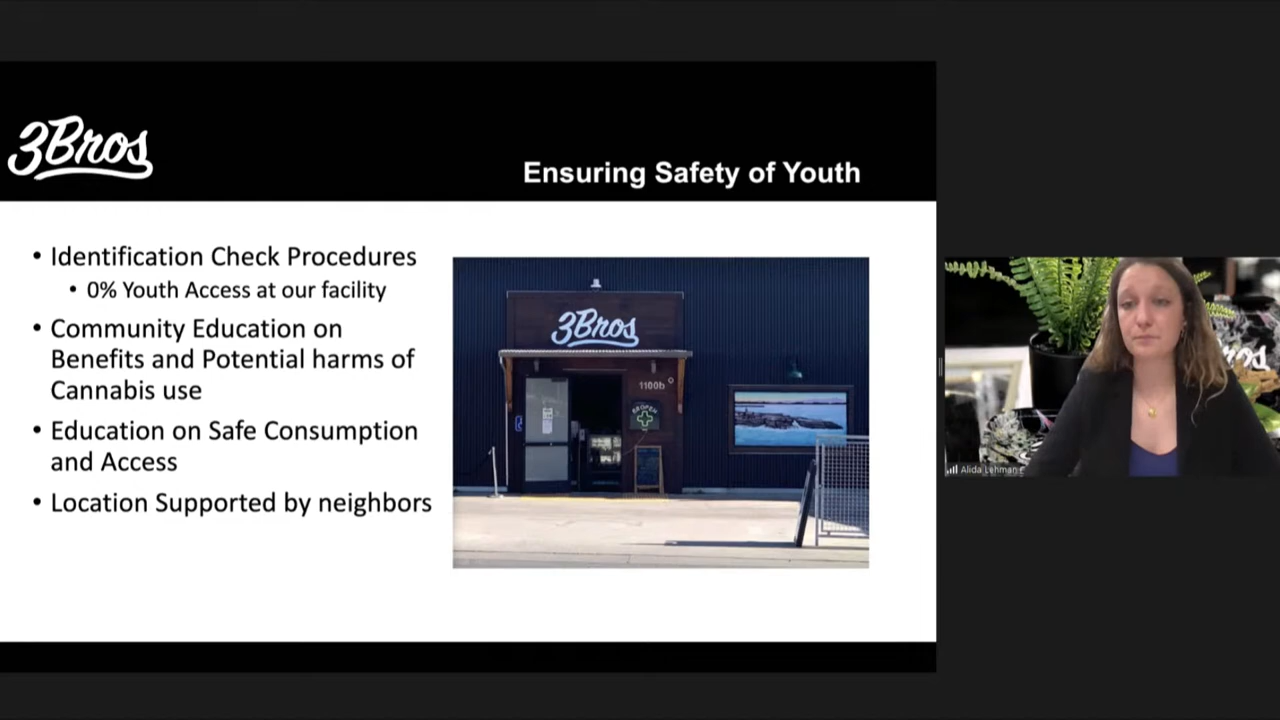 3Bros
Ensuring Safety of Youth
• Identification Check Procedures
• 0% Youth Access at our facility
• Community Education on
Benefits and Potential harms of
Cannabis use
• Education on Safe Consumption
and Access
• Location Supported by neighbors
3Bros
1100b
BROPEN
ros
Alida Lehman